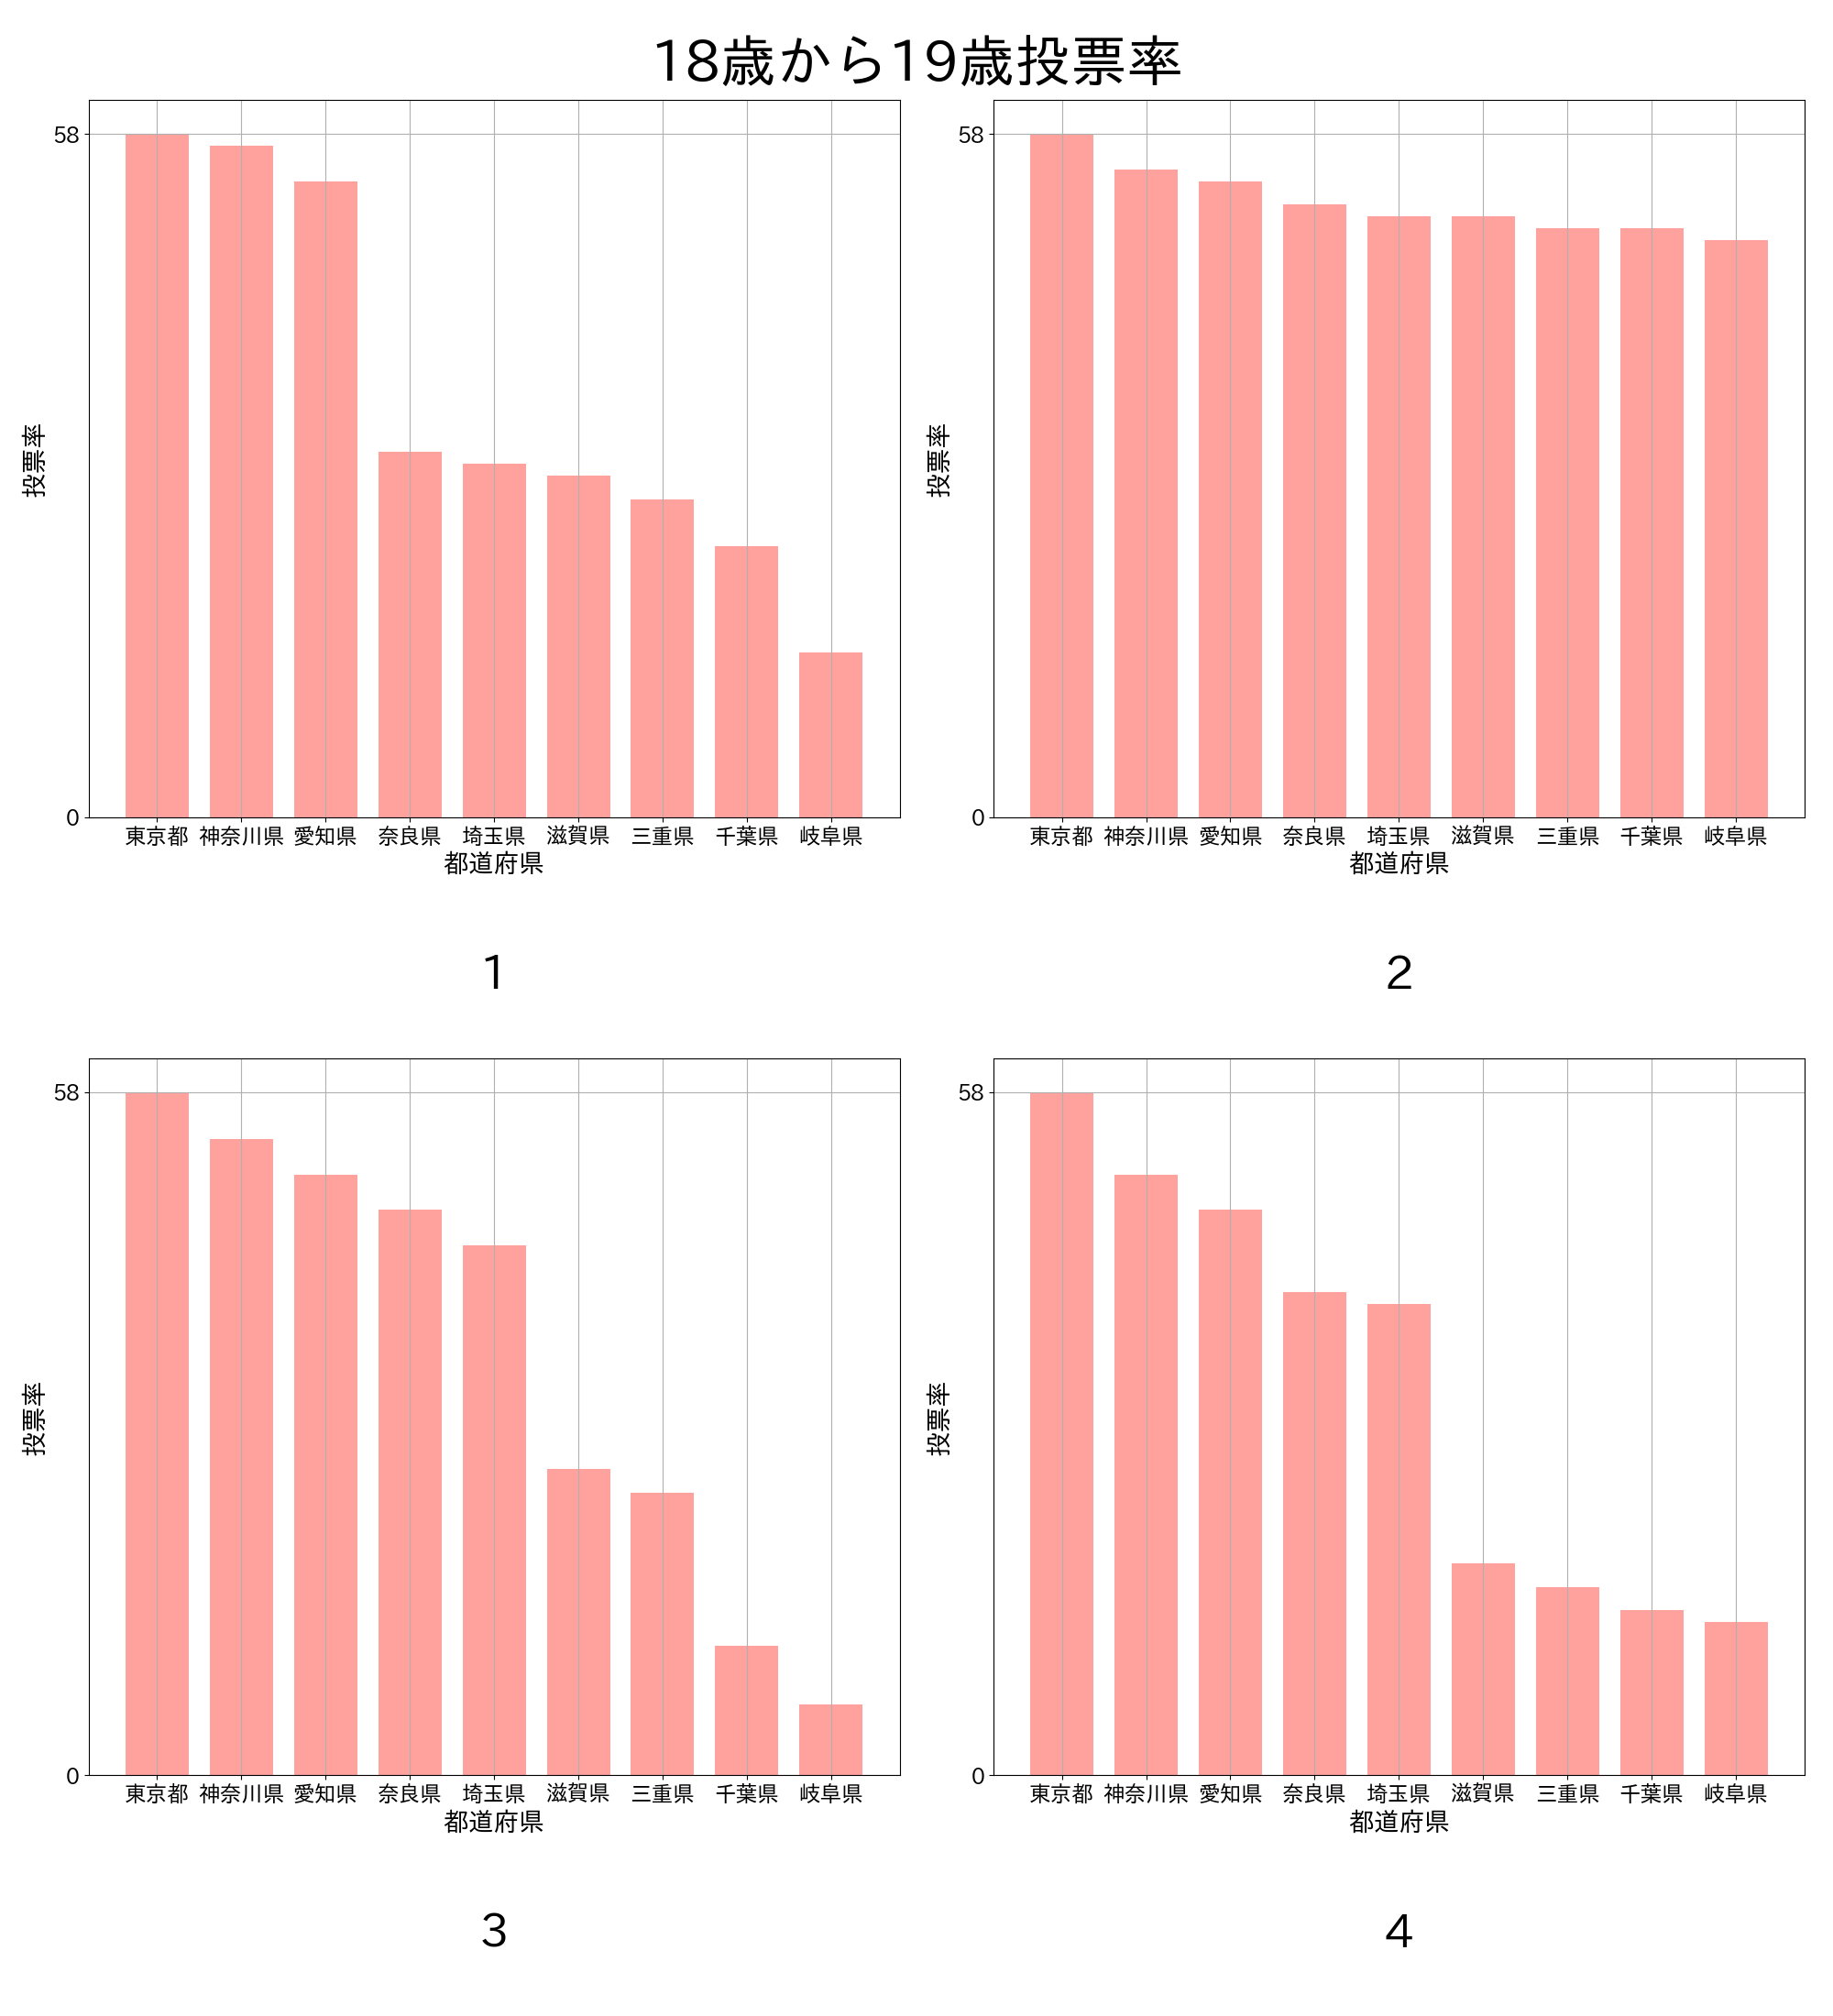 18歳から19歳投票率
58
0
投票率
東京都 神奈川県 愛知県 奈良県 埼玉県 滋賀県 三重県 千葉県 岐阜県
都道府県
1
58
0
投票率
東京都 神奈川県 愛知県 奈良県 埼玉県 滋賀県 三重県 千葉県 岐阜県
都道府県
2
58
0
投票率
東京都 神奈川県 愛知県 奈良県 埼玉県 滋賀県 三重県 千葉県 岐阜県
都道府県
3
58
0
投票率
東京都 神奈川県 愛知県 奈良県 埼玉県 滋賀県 三重県 千葉県 岐阜県
都道府県
4